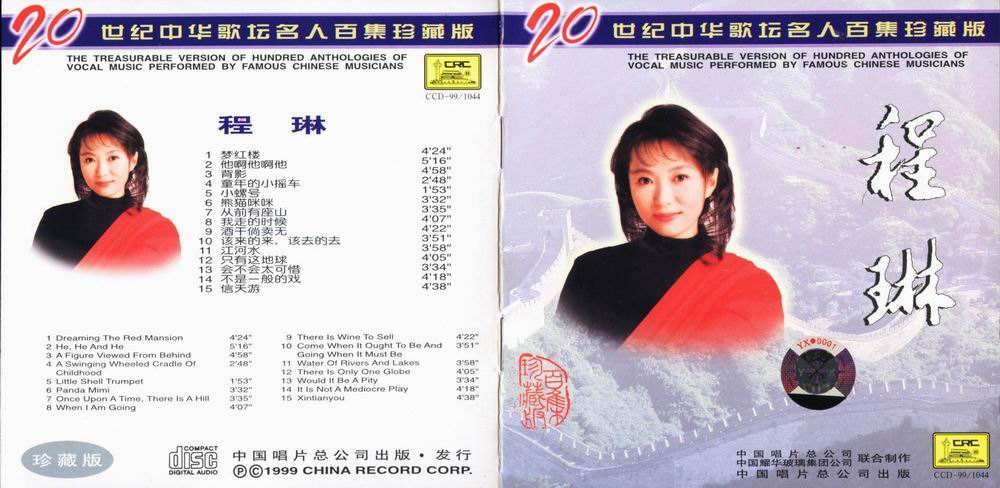 20 世纪中华歌坛名人百集珍藏版
THE TREASURABLE VERSION OF HUNDRED ANTHOLOGIES OF
VOCAL MUSIC PERFORMED BY FAMOUS CHINESE MUSICIANS
CRC
CCD-99/1044
程 琳
1 梦红楼 4'24"
2 他啊他啊他 5'16"
3 背影 4'58"
4 童年的小摇车 2'48"
5 小螺号 1'53"
6 熊猫咪咪 3'32"
7 从前有座山 3'35"
8 我走的时候 4'07"
9 酒干倘卖无 4'22"
10 该来的来，该去的去 3'51"
11 江河水 3'58"
12 只有这地球 4'05"
13 会不会太可惜 3'34"
14 不是一般的戏 4'18"
15 信天游 4'38"
1 Dreaming The Red Mansion 4'24"
2 He, He And He 5'16"
3 A Figure Viewed From Behind 4'58"
4 A Swinging Wheeled Cradle Of 2'48"
Childhood
5 Little Shell Trumpet 1'53"
6 Panda Mimi 3'32"
7 Once Upon A Time, There Is A Hill 3'35"
8 When I Am Going 4'07"
9 There Is Wine To Sell 4'22"
10 Come When It Ought To Be And 3'51"
Going When It Must Be
11 Water Of Rivers And Lakes 3'58"
12 There Is Only One Globe 4'05"
13 Would It Be A Pity 3'34"
14 It Is Not A Mediocre Play 4'18"
15 Xintianyou 4'38"
珍藏版
COMPACT
disc
DIGITAL AUDIO
中国唱片总公司出版·发行
ⓅⒸ1999 CHINA RECORD CORP.
20 世纪中华歌坛名人百集珍藏版
THE TREASURABLE VERSION OF HUNDRED ANTHOLOGIES OF
VOCAL MUSIC PERFORMED BY FAMOUS CHINESE MUSICIANS
CRC
CCD-99/1044
程
琳
YX●0001
百集
珍藏版
中国唱片总公司
中国耀华玻璃集团公司 联合制作
中国唱片总公司出版
CRC
CCD-99/1044